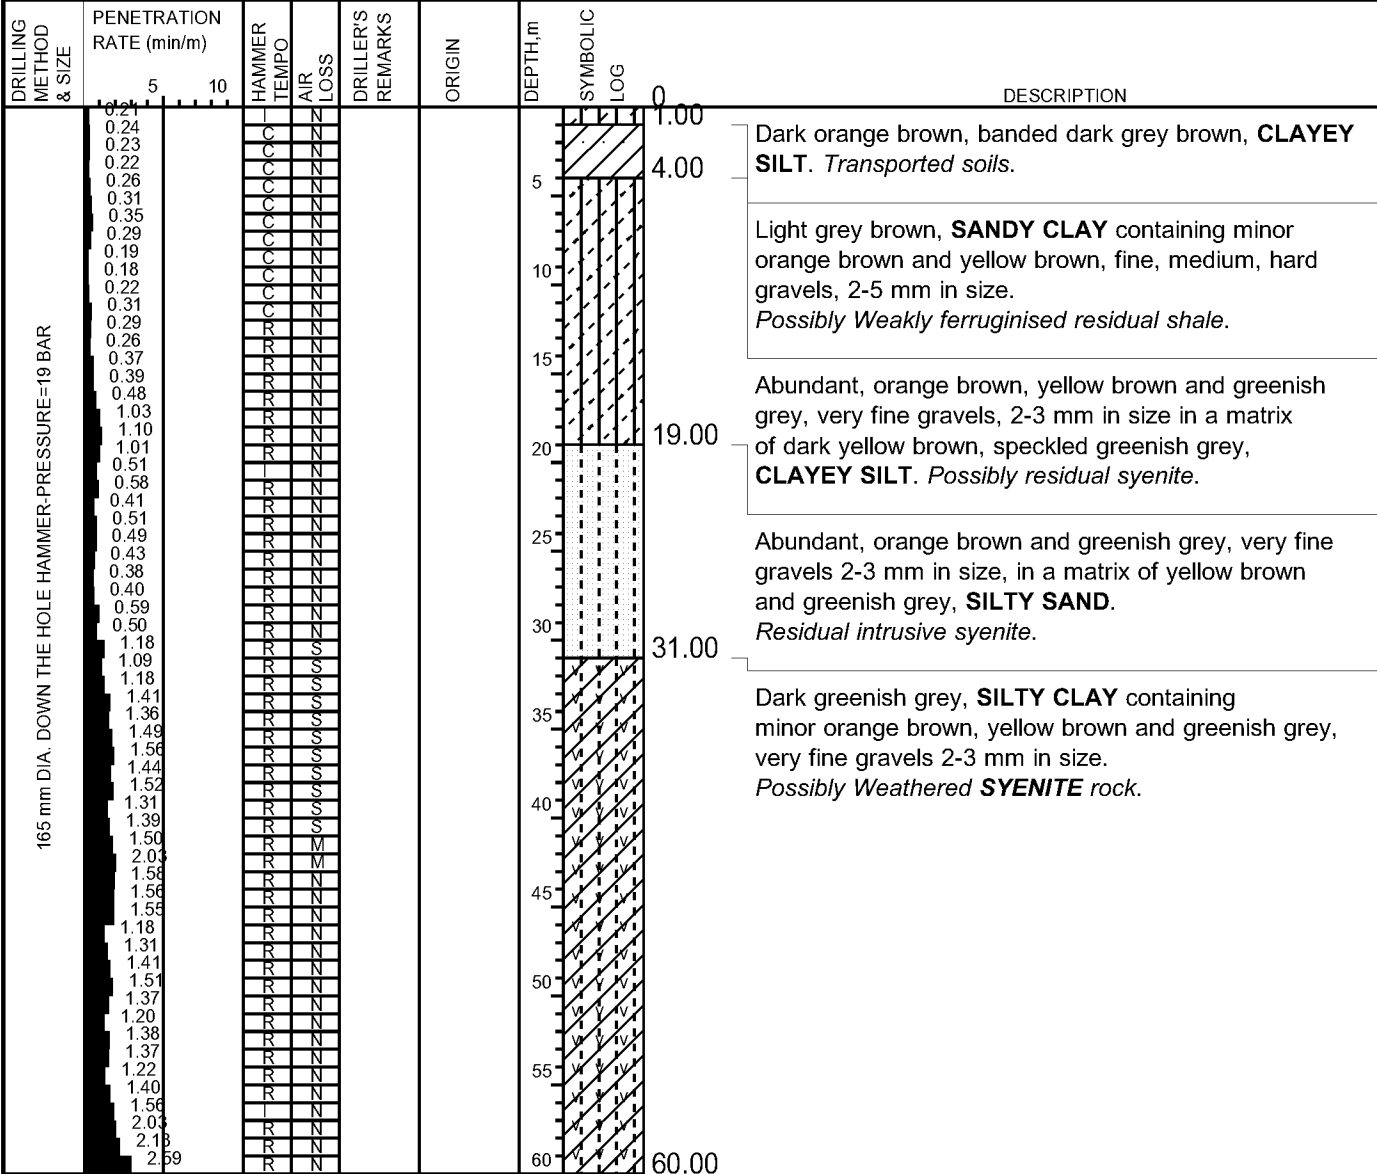 DRILLING
METHOD
& SIZE
PENETRATION
RATE (min/m)
5 10
HAMMER
TEMPO
AIR
LOSS
DRILLER'S
REMARKS
ORIGIN
DEPTH,m
SYMBOLIC
LOG
DESCRIPTION
165 mm DIA. DOWN THE HOLE HAMMER-PRESSURE=19 BAR
0.21 I N
0.24 C N
0.23 C N
0.22 C N
0.26 C N
0.31 C N
0.35 C N
0.29 C N
0.19 C N
0.18 C N
0.22 C N
0.31 C N
0.29 R N
0.26 R N
0.37 R N
0.39 R N
0.48 R N
1.03 R N
1.10 R N
1.01 R N
0.51 I N
0.58 R N
0.41 R N
0.51 R N
0.49 R N
0.43 R N
0.38 R N
0.40 R N
0.59 R N
0.50 R N
1.18 R S
1.09 R S
1.18 R S
1.41 R S
1.36 R S
1.49 R S
1.56 R S
1.44 R S
1.52 R S
1.31 R S
1.39 R S
1.50 R M
2.03 R M
1.58 R N
1.56 R N
1.55 R N
1.18 R N
1.31 R N
1.41 R N
1.51 R N
1.37 R N
1.20 R N
1.38 R N
1.37 R N
1.22 R N
1.40 R N
1.56 I N
2.03 R N
2.13 R N
2.59 R N
5
10
15
20
25
30
35
40
45
50
55
60
0
1.00
4.00
19.00
31.00
60.00
Dark orange brown, banded dark grey brown, CLAYEY
SILT. Transported soils.
Light grey brown, SANDY CLAY containing minor
orange brown and yellow brown, fine, medium, hard
gravels, 2-5 mm in size.
Possibly Weakly ferruginised residual shale.
Abundant, orange brown, yellow brown and greenish
grey, very fine gravels, 2-3 mm in size in a matrix
of dark yellow brown, speckled greenish grey,
CLAYEY SILT. Possibly residual syenite.
Abundant, orange brown and greenish grey, very fine
gravels 2-3 mm in size, in a matrix of yellow brown
and greenish grey, SILTY SAND.
Residual intrusive syenite.
Dark greenish grey, SILTY CLAY containing
minor orange brown, yellow brown and greenish grey,
very fine gravels 2-3 mm in size.
Possibly Weathered SYENITE rock.